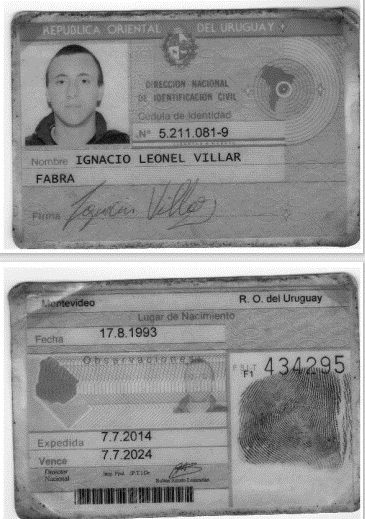 REPUBLICA ORIENTAL DEL URUGUAY
DIRECCION NACIONAL
DE IDENTIFICACION CIVIL
Cédula de Identidad
Nº 5.211.081-9
Nombre IGNACIO LEONEL VILLAR
FABRA
Firma Ignacio Villar
Montevideo R. O. del Uruguay
Lugar de Nacimiento
Fecha 17.8.1993
Observaciones
F1 434295
Expedida 7.7.2014
Vence 7.7.2024
Director
Nacional